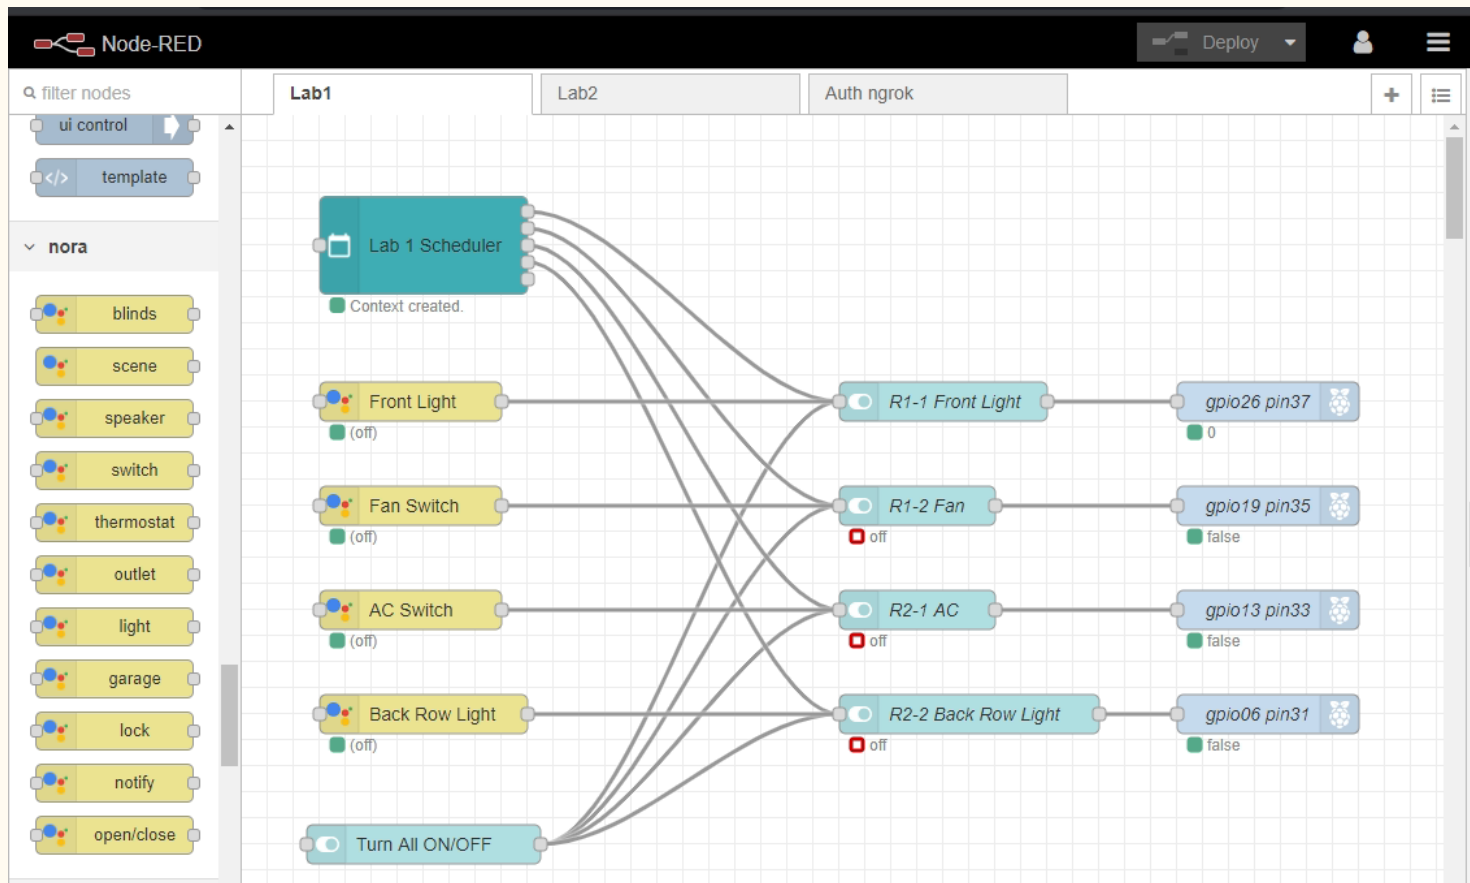 Node-RED
Deploy
filter nodes
Lab1
Lab2
Auth ngrok
ui control
</> template
nora
blinds
scene
speaker
switch
thermostat
outlet
light
garage
lock
notify
open/close
Lab 1 Scheduler
Context created.
Front Light
(off)
R1-1 Front Light
gpio26 pin37
0
Fan Switch
(off)
R1-2 Fan
off
gpio19 pin35
false
AC Switch
(off)
R2-1 AC
off
gpio13 pin33
false
Back Row Light
(off)
R2-2 Back Row Light
off
gpio06 pin31
false
Turn All ON/OFF